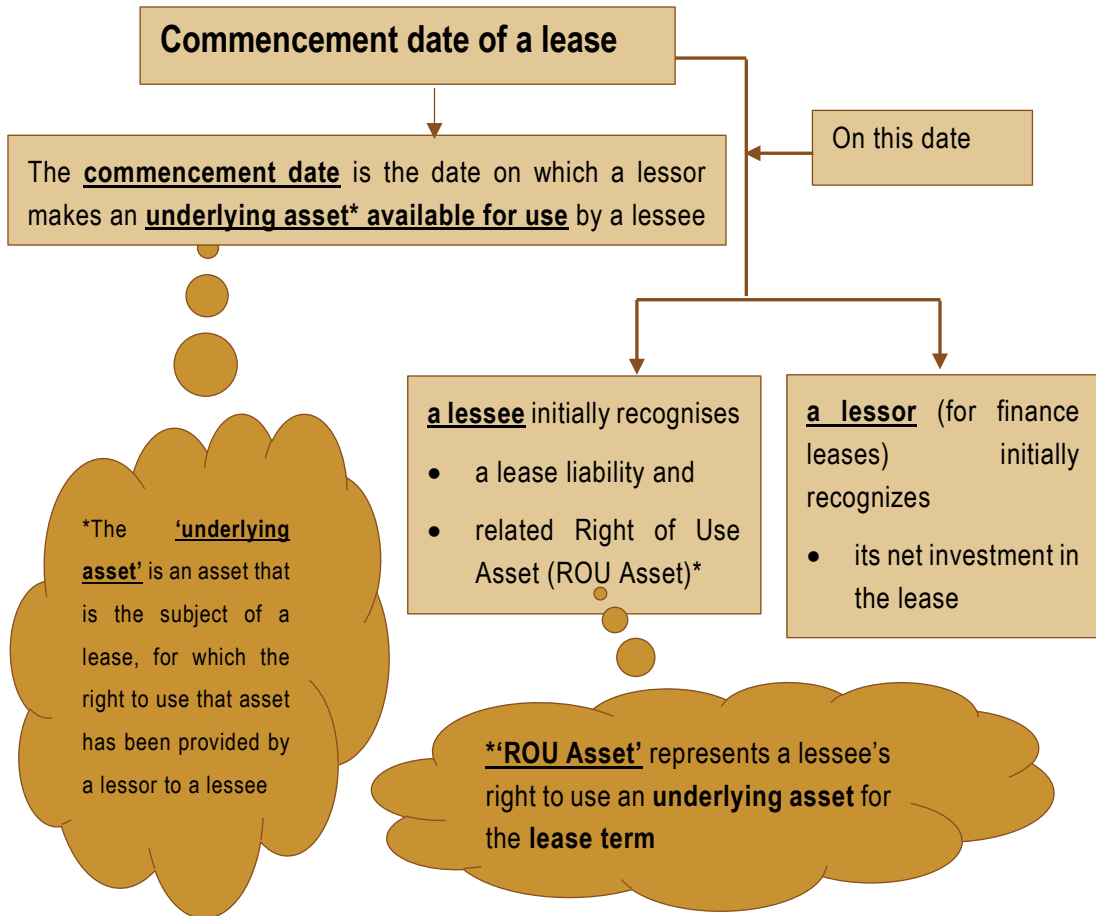 Commencement date of a lease
On this date
The commencement date is the date on which a lessor
makes an underlying asset* available for use by a lessee
a lessee initially recognises
• a lease liability and
• related Right of Use
Asset (ROU Asset)*
a lessor (for finance
leases) initially
recognizes
• its net investment in
the lease
*The ‘underlying
asset’ is an asset that
is the subject of a
lease, for which the
right to use that asset
has been provided by
a lessor to a lessee
*‘ROU Asset’ represents a lessee’s
right to use an underlying asset for
the lease term